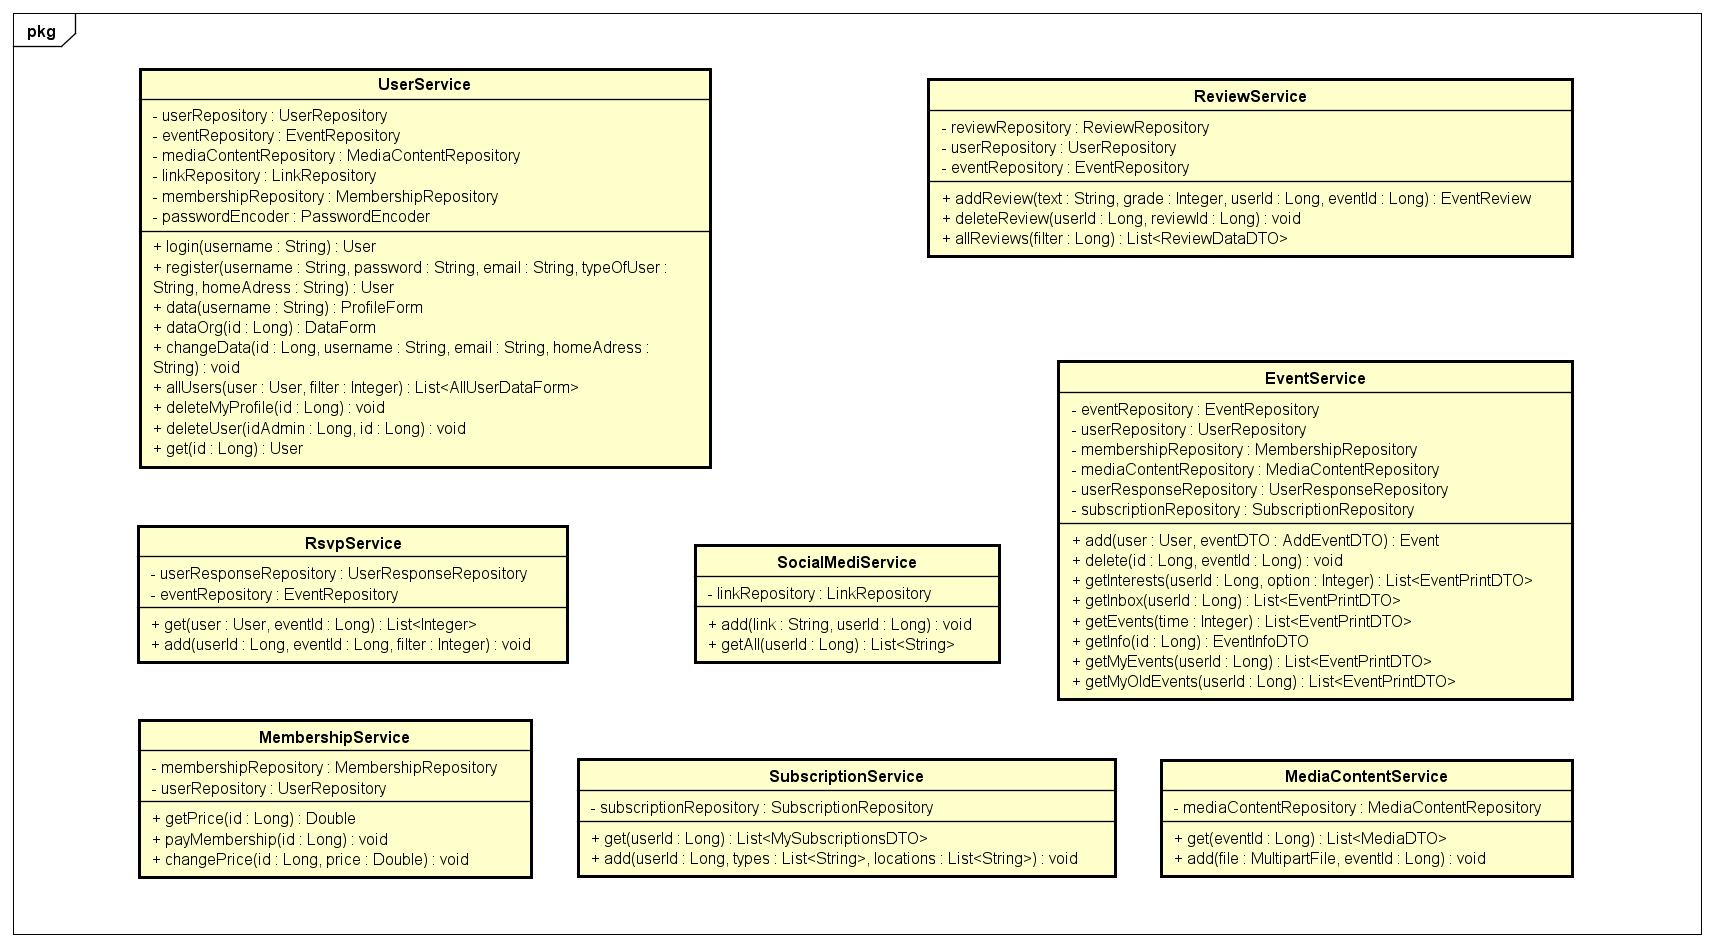 pkg
UserService
- userRepository : UserRepository
- eventRepository : EventRepository
- mediaContentRepository : MediaContentRepository
- linkRepository : LinkRepository
- membershipRepository : MembershipRepository
- passwordEncoder : PasswordEncoder
+ login(username : String) : User
+ register(username : String, password : String, email : String, typeOfUser :
String, homeAdress : String) : User
+ data(username : String) : ProfileForm
+ dataOrg(id : Long) : DataForm
+ changeData(id : Long, username : String, email : String, homeAdress :
String) : void
+ allUsers(user : User, filter : Integer) : List<AllUserDataForm>
+ deleteMyProfile(id : Long) : void
+ deleteUser(idAdmin : Long, id : Long) : void
+ get(id : Long) : User
ReviewService
- reviewRepository : ReviewRepository
- userRepository : UserRepository
- eventRepository : EventRepository
+ addReview(text : String, grade : Integer, userId : Long, eventId : Long) : EventReview
+ deleteReview(userId : Long, reviewId : Long) : void
+ allReviews(filter : Long) : List<ReviewDataDTO>
EventService
- eventRepository : EventRepository
- userRepository : UserRepository
- membershipRepository : MembershipRepository
- mediaContentRepository : MediaContentRepository
- userResponseRepository : UserResponseRepository
- subscriptionRepository : SubscriptionRepository
+ add(user : User, eventDTO : AddEventDTO) : Event
+ delete(id : Long, eventId : Long) : void
+ getInterests(userId : Long, option : Integer) : List<EventPrintDTO>
+ getInbox(userId : Long) : List<EventPrintDTO>
+ getEvents(time : Integer) : List<EventPrintDTO>
+ getInfo(id : Long) : EventInfoDTO
+ getMyEvents(userId : Long) : List<EventPrintDTO>
+ getMyOldEvents(userId : Long) : List<EventPrintDTO>
RsvpService
- userResponseRepository : UserResponseRepository
- eventRepository : EventRepository
+ get(user : User, eventId : Long) : List<Integer>
+ add(userId : Long, eventId : Long, filter : Integer) : void
SocialMediService
- linkRepository : LinkRepository
+ add(link : String, userId : Long) : void
+ getAll(userId : Long) : List<String>
MembershipService
- membershipRepository : MembershipRepository
- userRepository : UserRepository
+ getPrice(id : Long) : Double
+ payMembership(id : Long) : void
+ changePrice(id : Long, price : Double) : void
SubscriptionService
- subscriptionRepository : SubscriptionRepository
+ get(userId : Long) : List<MySubscriptionsDTO>
+ add(userId : Long, types : List<String>, locations : List<String>) : void
MediaContentService
- mediaContentRepository : MediaContentRepository
+ get(eventId : Long) : List<MediaDTO>
+ add(file : MultipartFile, eventId : Long) : void